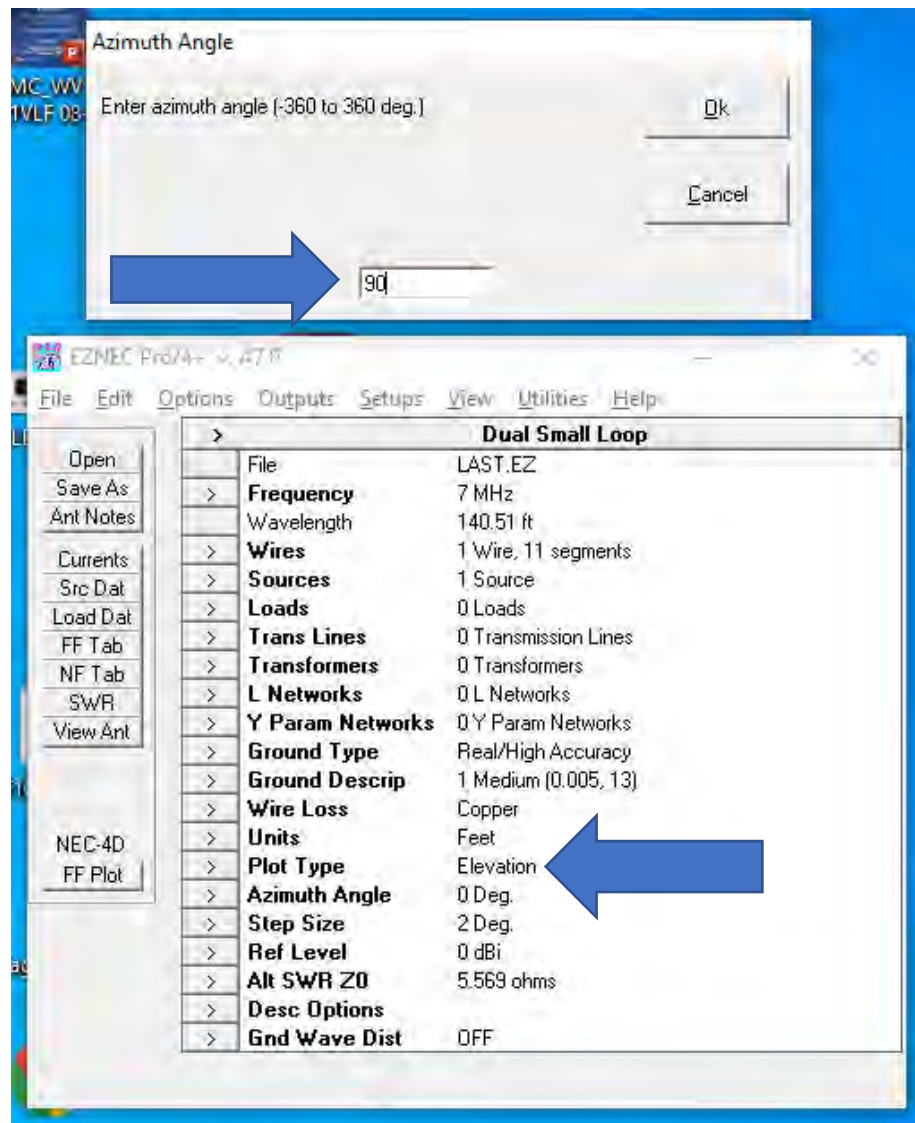 P
Azimuth Angle
MC_WV
1VLF 08-
Enter azimuth angle (-360 to 360 deg.)
Ok
Cancel
90
EZNEC Pro/4+ v.
File Edit Options Outputs Setups View Utilities Help
> Dual Small Loop
Open
Save As
Ant Notes
Currents
Src Dat
Load Dat
FF Tab
NF Tab
SWR
View Ant
NEC-4D
FF Plot
File LAST.EZ
> Frequency 7 MHz
Wavelength 140.51 ft
> Wires 1 Wire, 11 segments
> Sources 1 Source
> Loads 0 Loads
> Trans Lines 0 Transmission Lines
> Transformers 0 Transformers
> L Networks 0 L Networks
> Y Param Networks 0 Y Param Networks
> Ground Type Real/High Accuracy
> Ground Descrip 1 Medium (0.005, 13)
> Wire Loss Copper
> Units Feet
> Plot Type Elevation
> Azimuth Angle 0 Deg.
> Step Size 2 Deg.
> Ref Level 0 dBi
> Alt SWR Z0 5.569 ohms
> Desc Options
> Gnd Wave Dist OFF